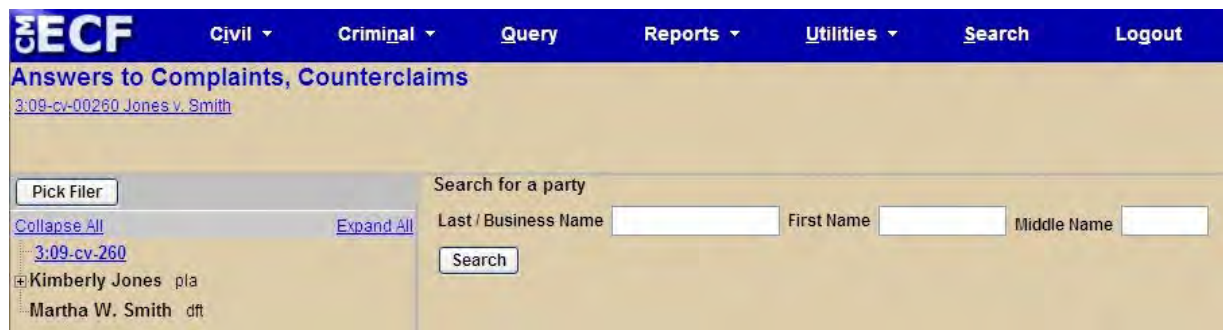 CM ECF Civil Criminal Query Reports Utilities Search Logout
Answers to Complaints, Counterclaims
3:09-cv-00260 Jones v. Smith
Pick Filer
Collapse All Expand All
3:09-cv-260
Kimberly Jones pla
Martha W. Smith dft
Search for a party
Last / Business Name First Name Middle Name
Search